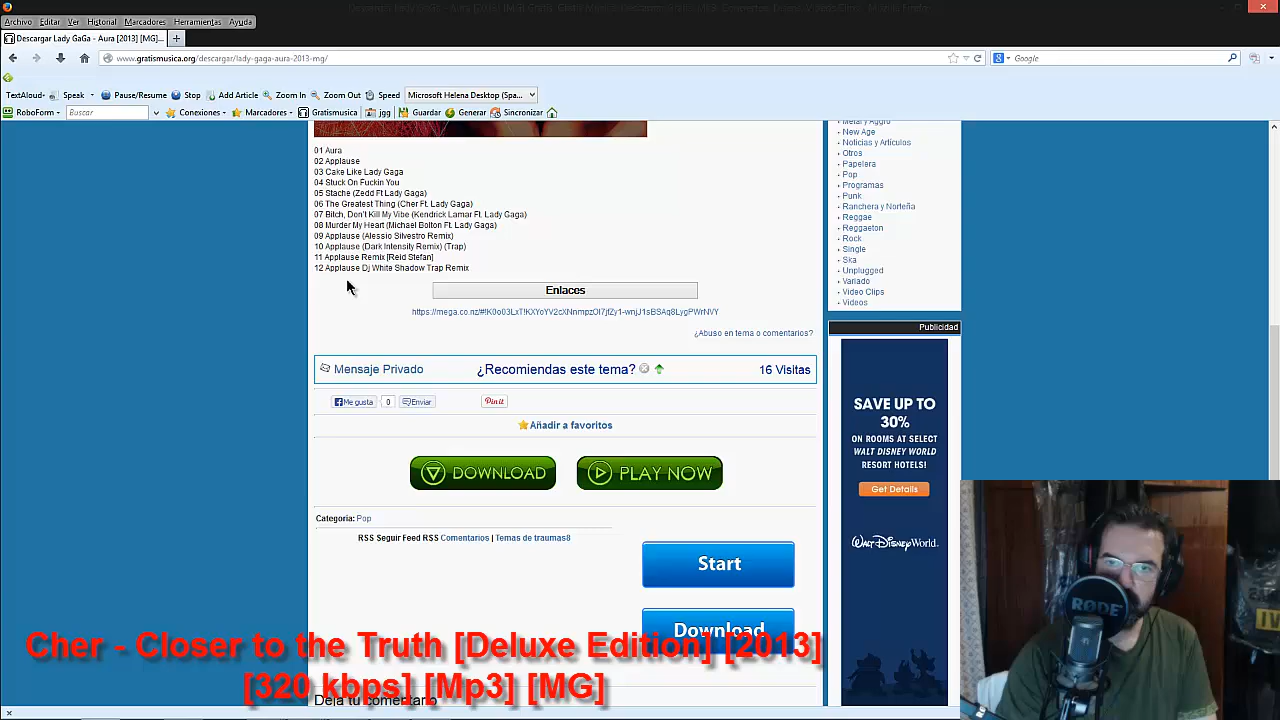 Archivo Editar Ver Historial Marcadores Herramientas Ayuda
Descargar Lady GaGa - Aura [2013] [MG]...
www.gratismusica.org/descargar/lady-gaga-aura-2013-mg/
Google
TextAloud- Speak Pause/Resume Stop Add Article Zoom In Zoom Out Speed Microsoft Helena Desktop (Spa...
RoboForm Buscar Conexiones Marcadores Gratismusica jgg Guardar Generar Sincronizar
01 Aura
02 Applause
03 Cake Like Lady Gaga
04 Stuck On Fuckin You
05 Stache (Zedd Ft Lady Gaga)
06 The Greatest Thing (Cher Ft. Lady Gaga)
07 Bitch, Don't Kill My Vibe (Kendrick Lamar Ft. Lady Gaga)
08 Murder My Heart (Michael Bolton Ft. Lady Gaga)
09 Applause (Alessio Silvestro Remix)
10 Applause (Dark Intensity Remix) (Trap)
11 Applause Remix [Reid Stefan]
12 Applause Dj White Shadow Trap Remix
Enlaces
¿Abuso en tema o comentarios?
Mensaje Privado ¿Recomiendas este tema? 16 Visitas
Me gusta 0 Enviar Pin it
Añadir a favoritos
DOWNLOAD PLAY NOW
Categoria: Pop
RSS Seguir Feed RSS Comentarios | Temas de traumas8
Start
Download
Deja tu comentario
Metal y Aggro
New Age
Noticias y Artículos
Otros
Papelera
Pop
Programas
Punk
Ranchera y Norteña
Reggae
Reggaeton
Rock
Single
Ska
Unplugged
Variado
Video Clips
Videos
Publicidad
SAVE UP TO
30%
ON ROOMS AT SELECT
WALT DISNEY WORLD
RESORT HOTELS!
Get Details
WALT DISNEY World.
RØDE
Cher - Closer to the Truth [Deluxe Edition] [2013]
[320 kbps] [Mp3] [MG]